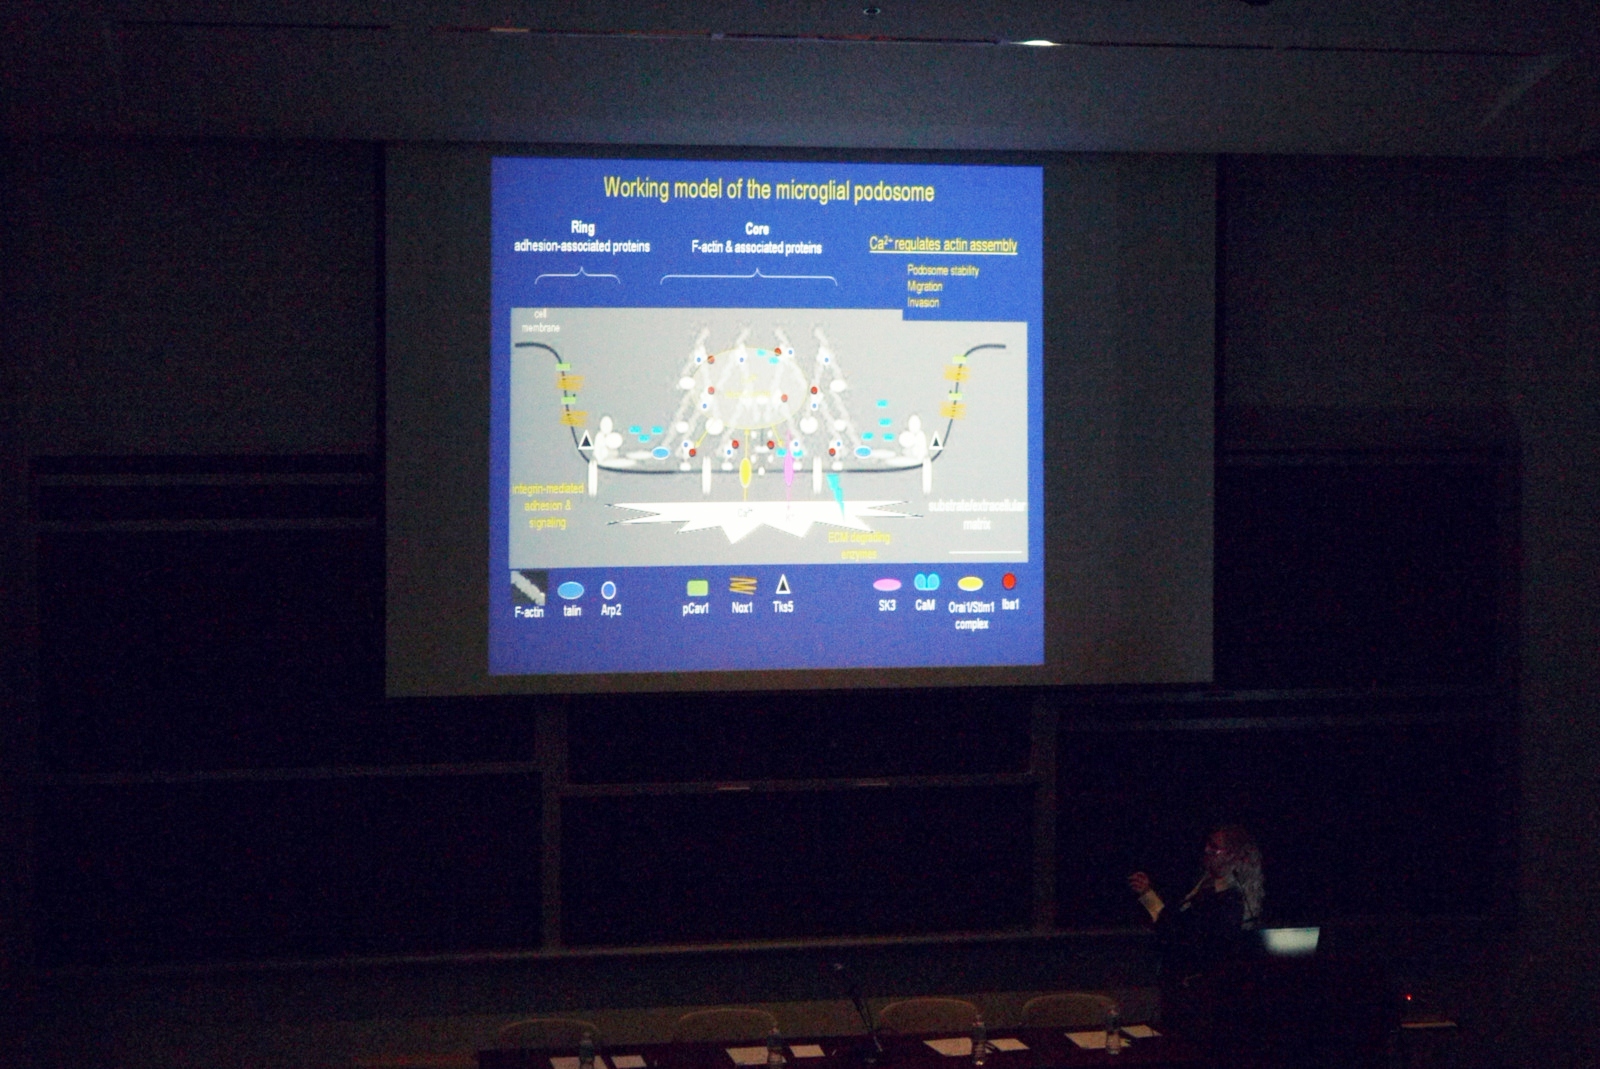 Working model of the microglial podosome
Ring
adhesion-associated proteins
Core
F-actin & associated proteins
Ca²⁺ regulates actin assembly
Podosome stability
Migration
Invasion
cell
membrane
integrin-mediated
adhesion &
signaling
substrate/extracellular
matrix
ECM degrading
enzymes
F-actin
talin
Arp2
pCav1
Nox1
Tks5
SK3
CaM
Orai1/Stim1
complex
Iba1